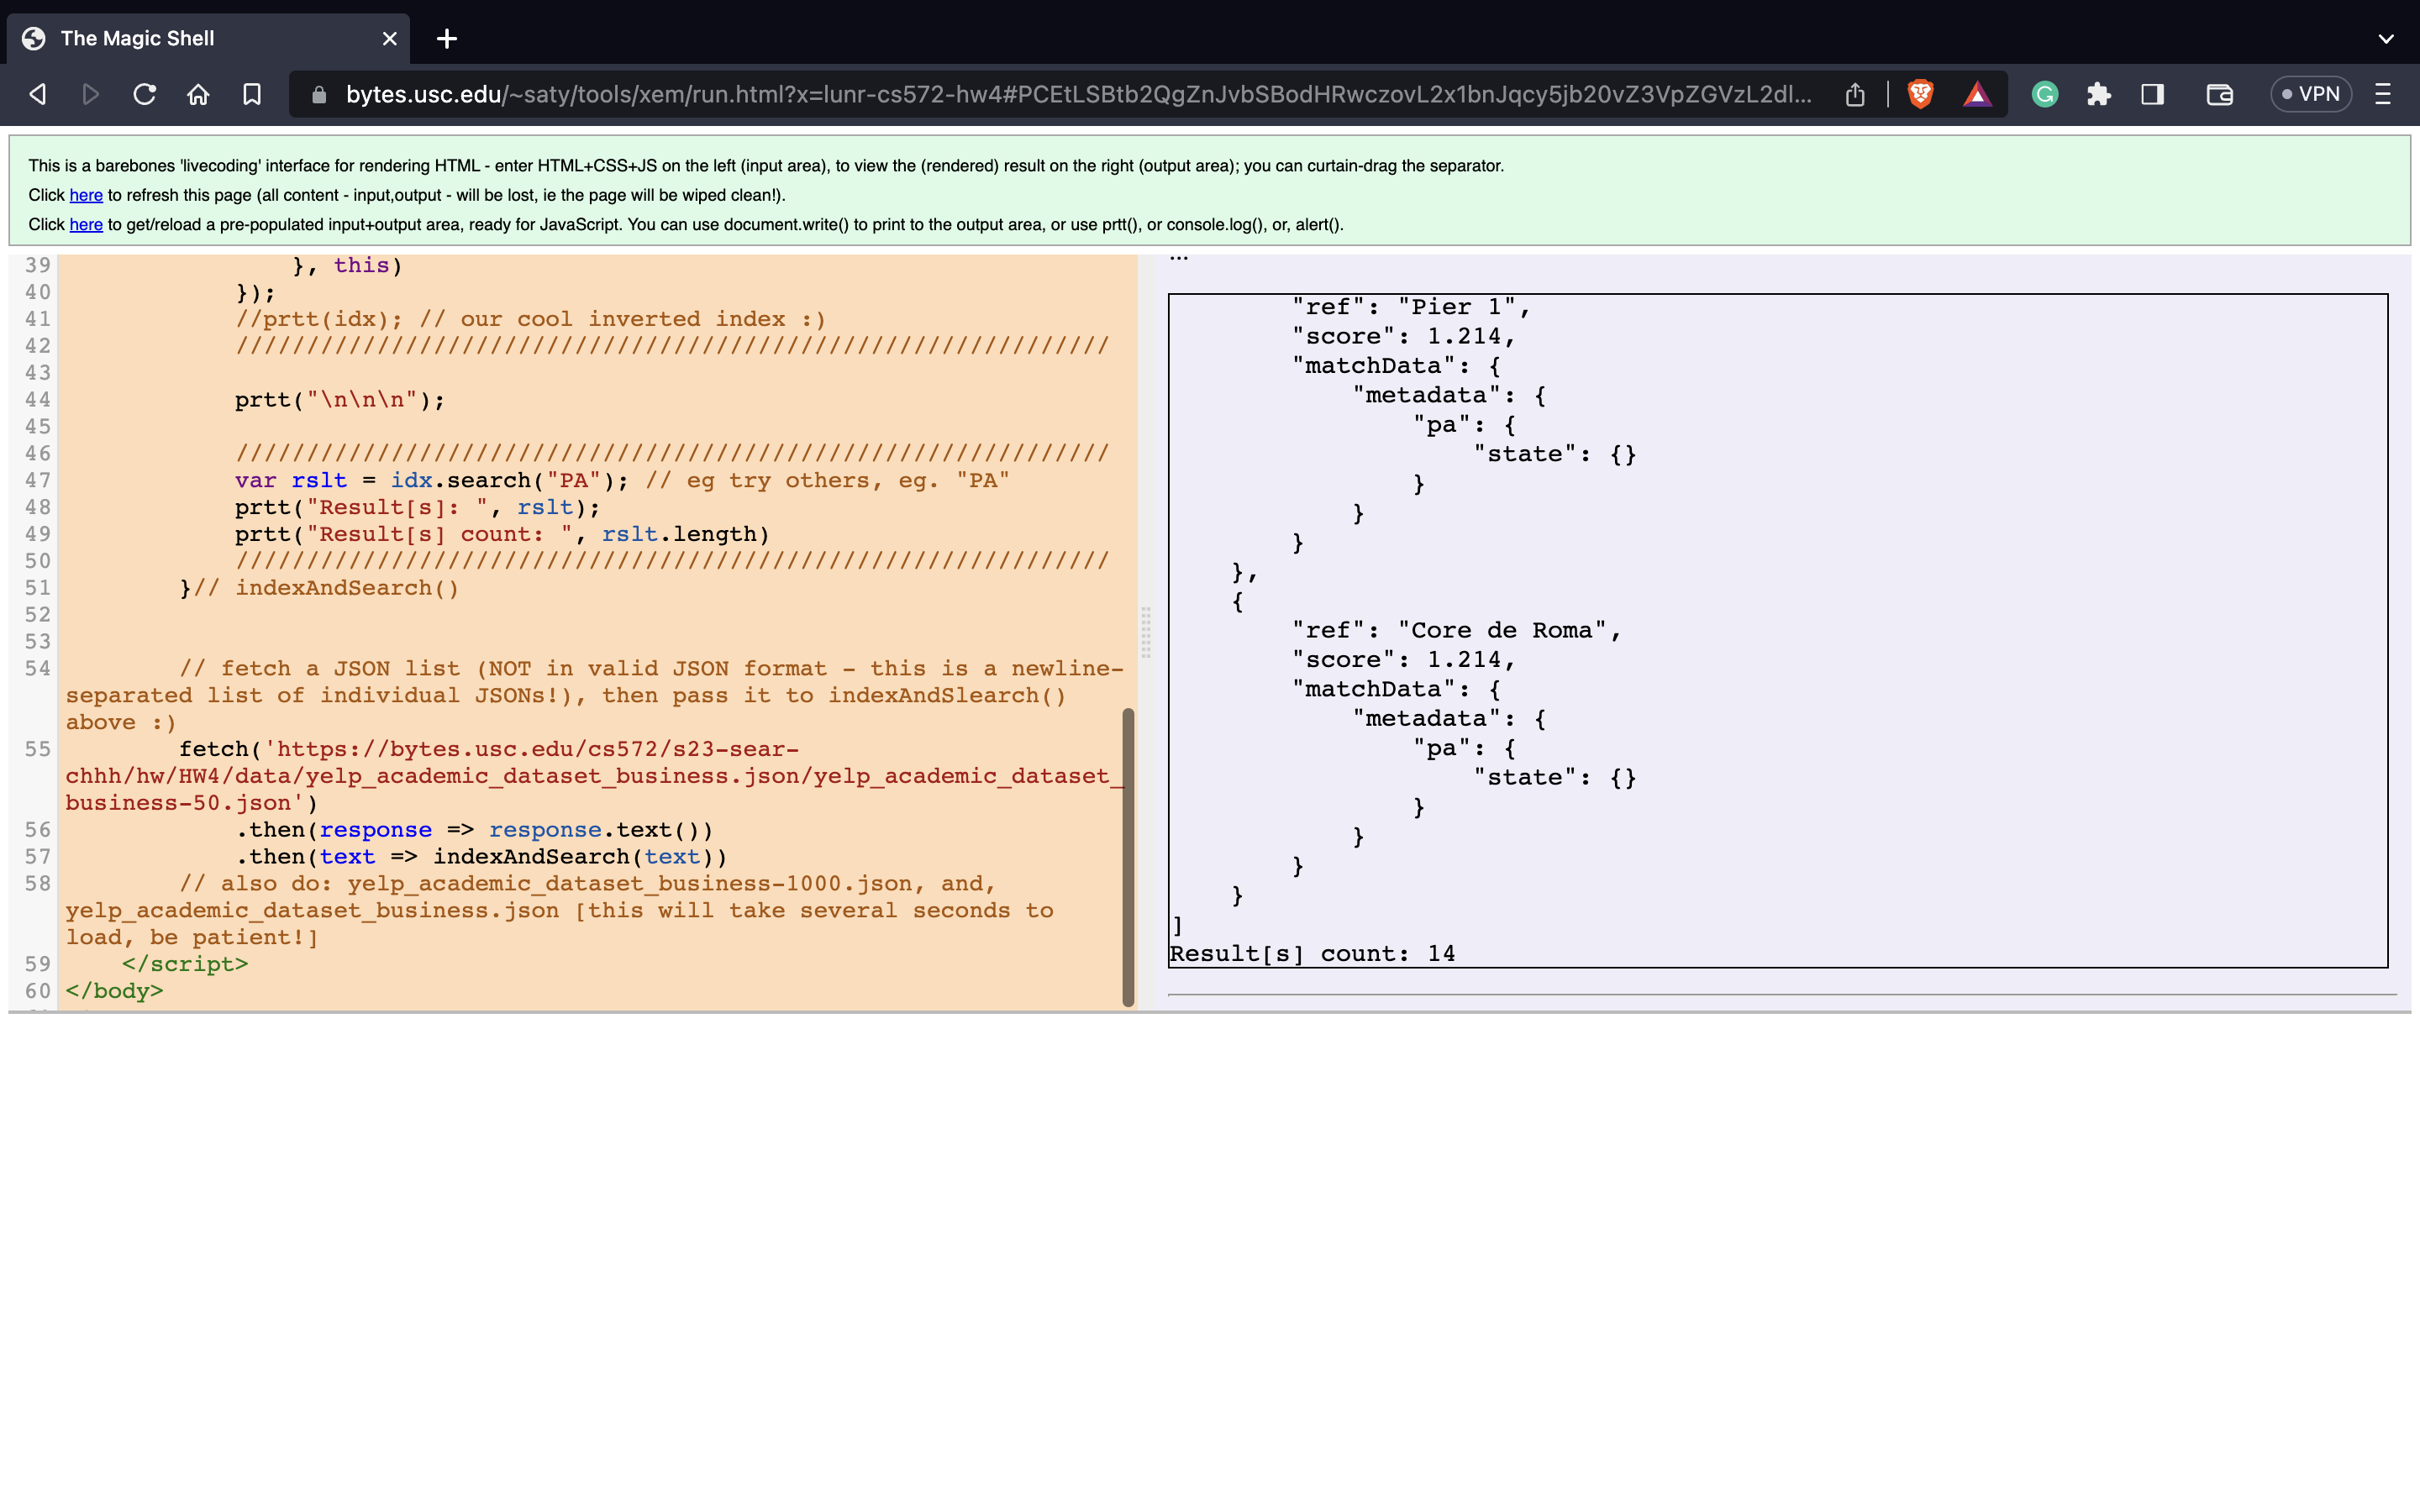 The Magic Shell
bytes.usc.edu/~saty/tools/xem/run.html?x=lunr-cs572-hw4#PCEtLSBtb2QgZnJvbSBodHRwczovL2x1bnJqcy5jb20vZ3VpZGVzL2dl...
VPN
This is a barebones 'livecoding' interface for rendering HTML - enter HTML+CSS+JS on the left (input area), to view the (rendered) result on the right (output area); you can curtain-drag the separator.
Click here to refresh this page (all content - input,output - will be lost, ie the page will be wiped clean!).
Click here to get/reload a pre-populated input+output area, ready for JavaScript. You can use document.write() to print to the output area, or use prtt(), or console.log(), or, alert().
39 }, this)
40 });
41 //prtt(idx); // our cool inverted index :)
42 //////////////////////////////////////////////////////////////
43
44 prtt("\n\n\n");
45
46 //////////////////////////////////////////////////////////////
47 var rslt = idx.search("PA"); // eg try others, eg. "PA"
48 prtt("Result[s]: ", rslt);
49 prtt("Result[s] count: ", rslt.length)
50 //////////////////////////////////////////////////////////////
51 }// indexAndSearch()
52
53
54 // fetch a JSON list (NOT in valid JSON format - this is a newline-
separated list of individual JSONs!), then pass it to indexAndSlearch()
above :)
55 fetch('https://bytes.usc.edu/cs572/s23-sear-
chhh/hw/HW4/data/yelp_academic_dataset_business.json/yelp_academic_dataset_
business-50.json')
56 .then(response => response.text())
57 .then(text => indexAndSearch(text))
58 // also do: yelp_academic_dataset_business-1000.json, and,
yelp_academic_dataset_business.json [this will take several seconds to
load, be patient!]
59 </script>
60 </body>
...
"ref": "Pier 1",
"score": 1.214,
"matchData": {
"metadata": {
"pa": {
"state": {}
}
}
}
},
{
"ref": "Core de Roma",
"score": 1.214,
"matchData": {
"metadata": {
"pa": {
"state": {}
}
}
}
}
]
Result[s] count: 14